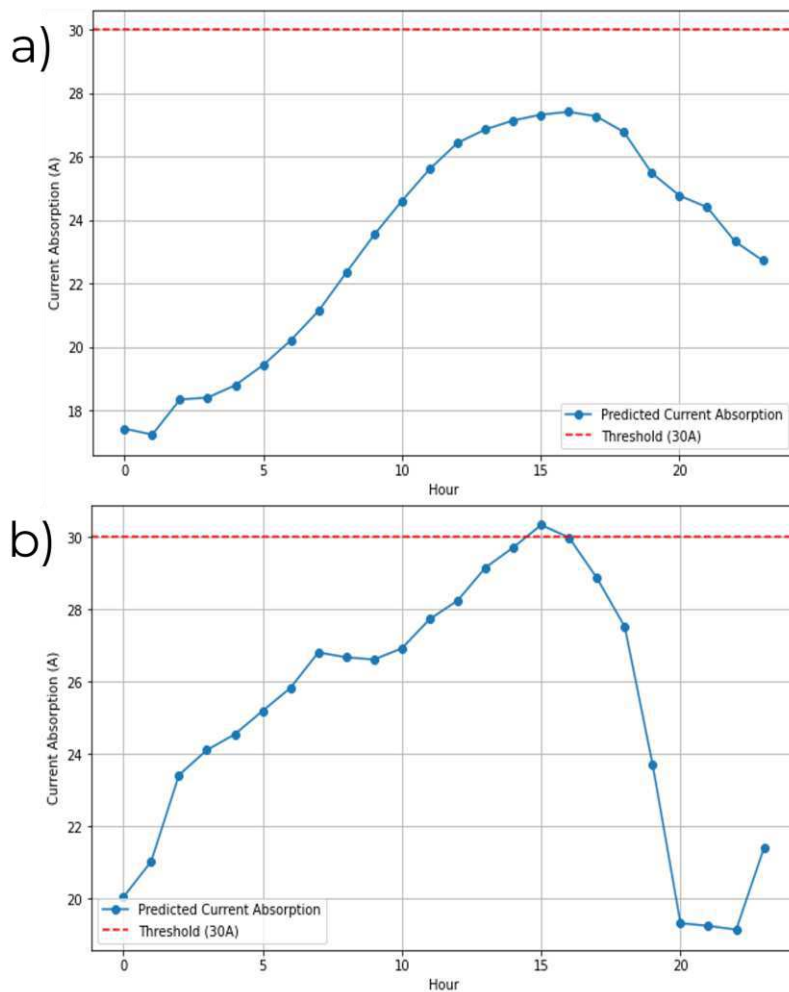 a)
30
28
26
24
22
20
18
Current Absorption (A)
Predicted Current Absorption
Threshold (30A)
0 5 10 15 20
Hour
b)
30
28
26
24
22
20
Current Absorption (A)
Predicted Current Absorption
Threshold (30A)
0 5 10 15 20
Hour